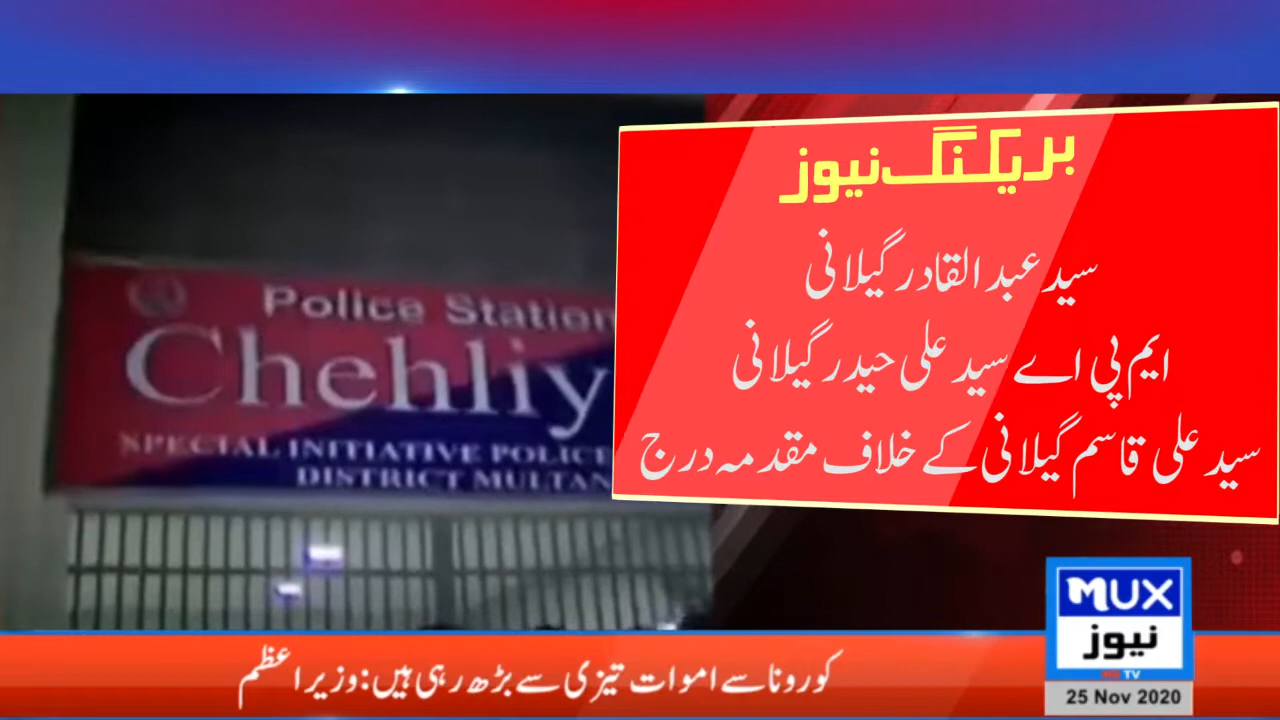 بریکنگ نیوز
سید عبدالقادر گیلانی
ایم پی اے سید علی حیدر گیلانی
سید علی قاسم گیلانی کے خلاف مقدمہ درج
Police Station
Chehliy
SPECIAL INITIATIVE POLICE
DISTRICT MULTAN
MUX
نیوز
TV
25 Nov 2020
کورونا سے اموات تیزی سے بڑھ رہی ہیں: وزیراعظم